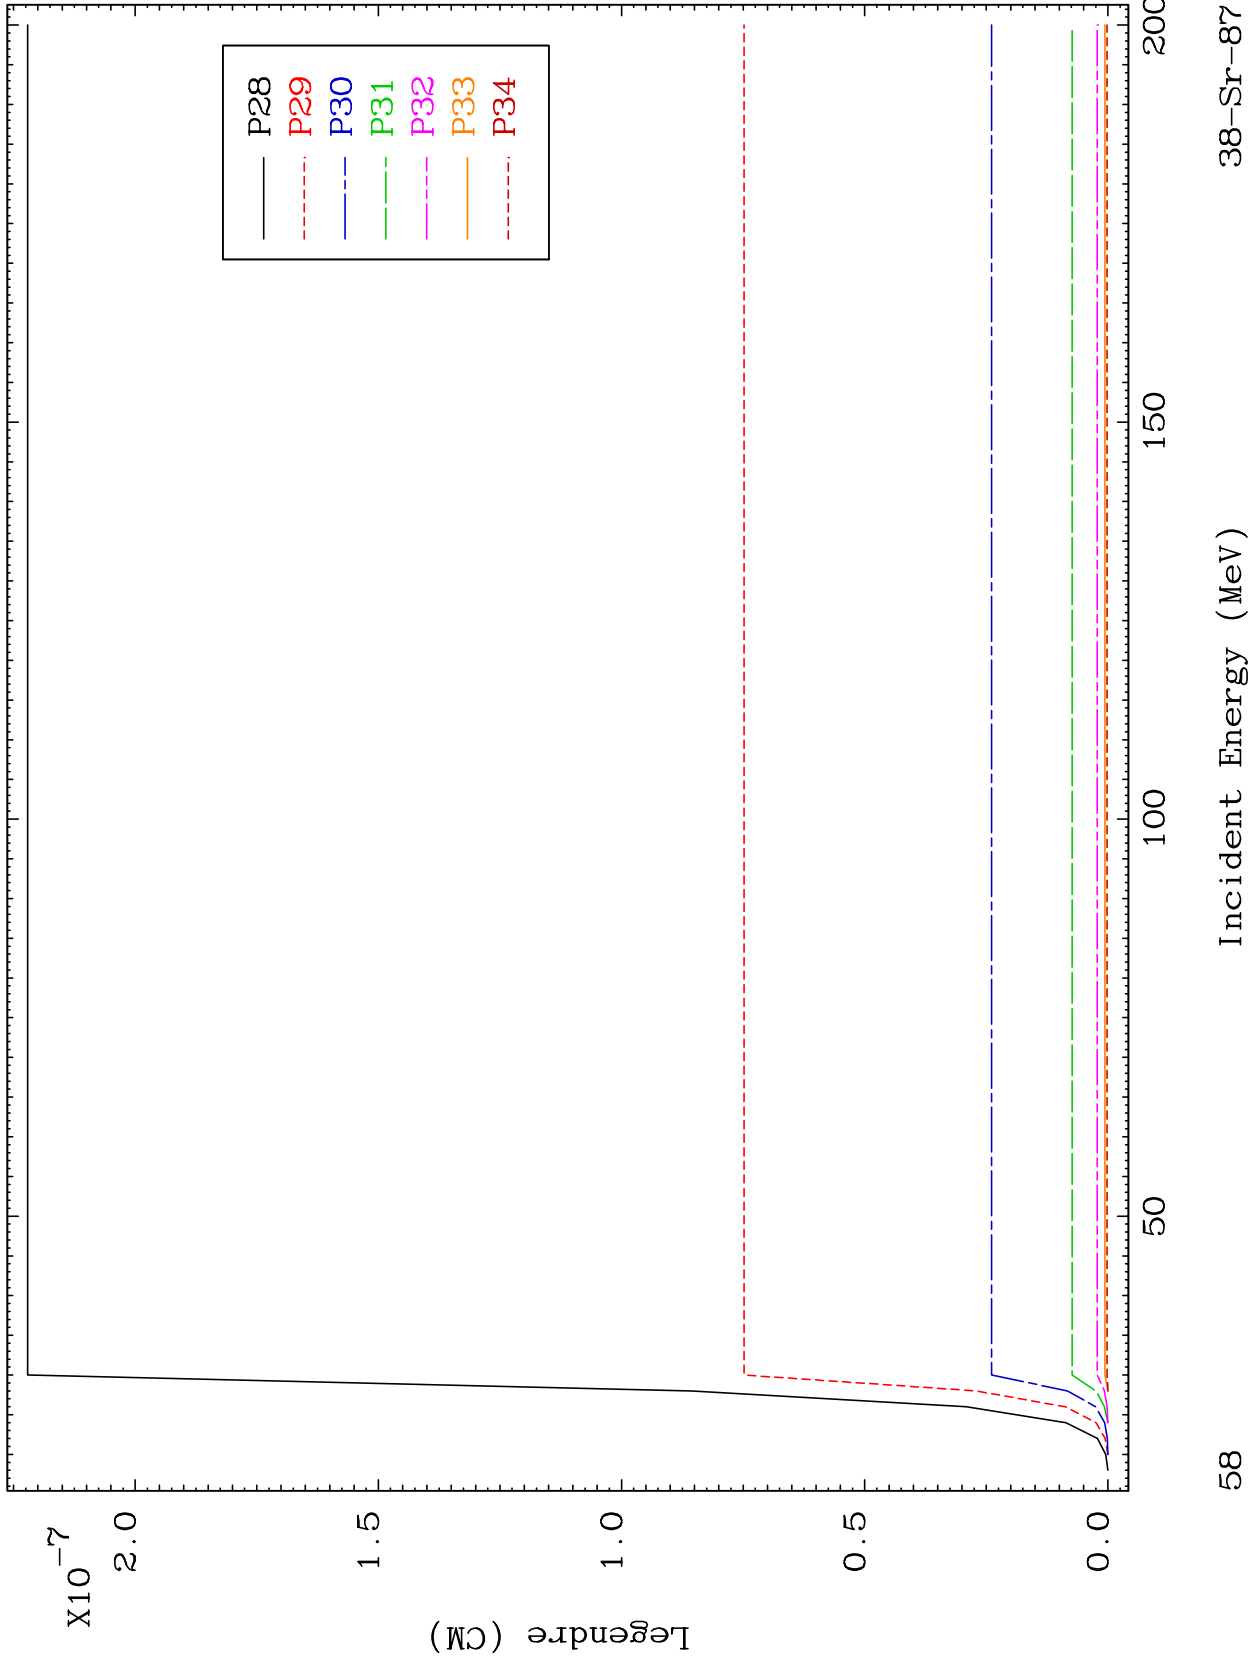 X10-7
2.0
1.5
1.0
0.5
0.0
Legendre (CM)
P28
P29
P30
P31
P32
P33
P34
50
100
150
200
Incident Energy (MeV)
58
38-Sr-87